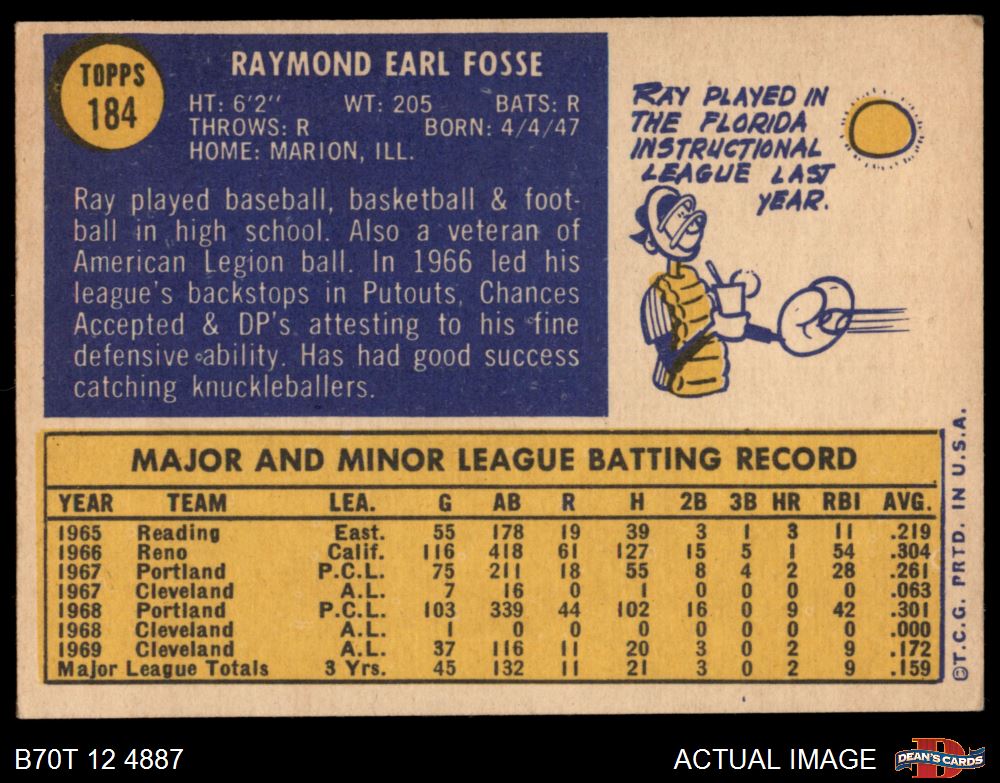 TOPPS
184
RAYMOND EARL FOSSE
HT: 6'2" WT: 205 BATS: R
THROWS: R BORN: 4/4/47
HOME: MARION, ILL.
Ray played baseball, basketball & foot-
ball in high school. Also a veteran of
American Legion ball. In 1966 led his
league's backstops in Putouts, Chances
Accepted & DP's attesting to his fine
defensive ability. Has had good success
catching knuckleballers.
RAY PLAYED IN
THE FLORIDA
INSTRUCTIONAL
LEAGUE LAST
YEAR.
MAJOR AND MINOR LEAGUE BATTING RECORD
YEAR TEAM LEA. G AB R H 2B 3B HR RBI AVG.
1965 Reading East. 55 178 19 39 3 1 3 11 .219
1966 Reno Calif. 116 418 61 127 15 5 1 54 .304
1967 Portland P.C.L. 75 211 18 55 8 4 2 28 .261
1967 Cleveland A.L. 7 16 0 1 0 0 0 0 .063
1968 Portland P.C.L. 103 339 44 102 16 0 9 42 .301
1968 Cleveland A.L. 1 0 0 0 0 0 0 0 .000
1969 Cleveland A.L. 37 116 11 20 3 0 2 9 .172
Major League Totals 3 Yrs. 45 132 11 21 3 0 2 9 .159
©T.C.G. PRTD. IN U.S.A.
B70T 12 4887
ACTUAL IMAGE
D
DEAN'S CARDS